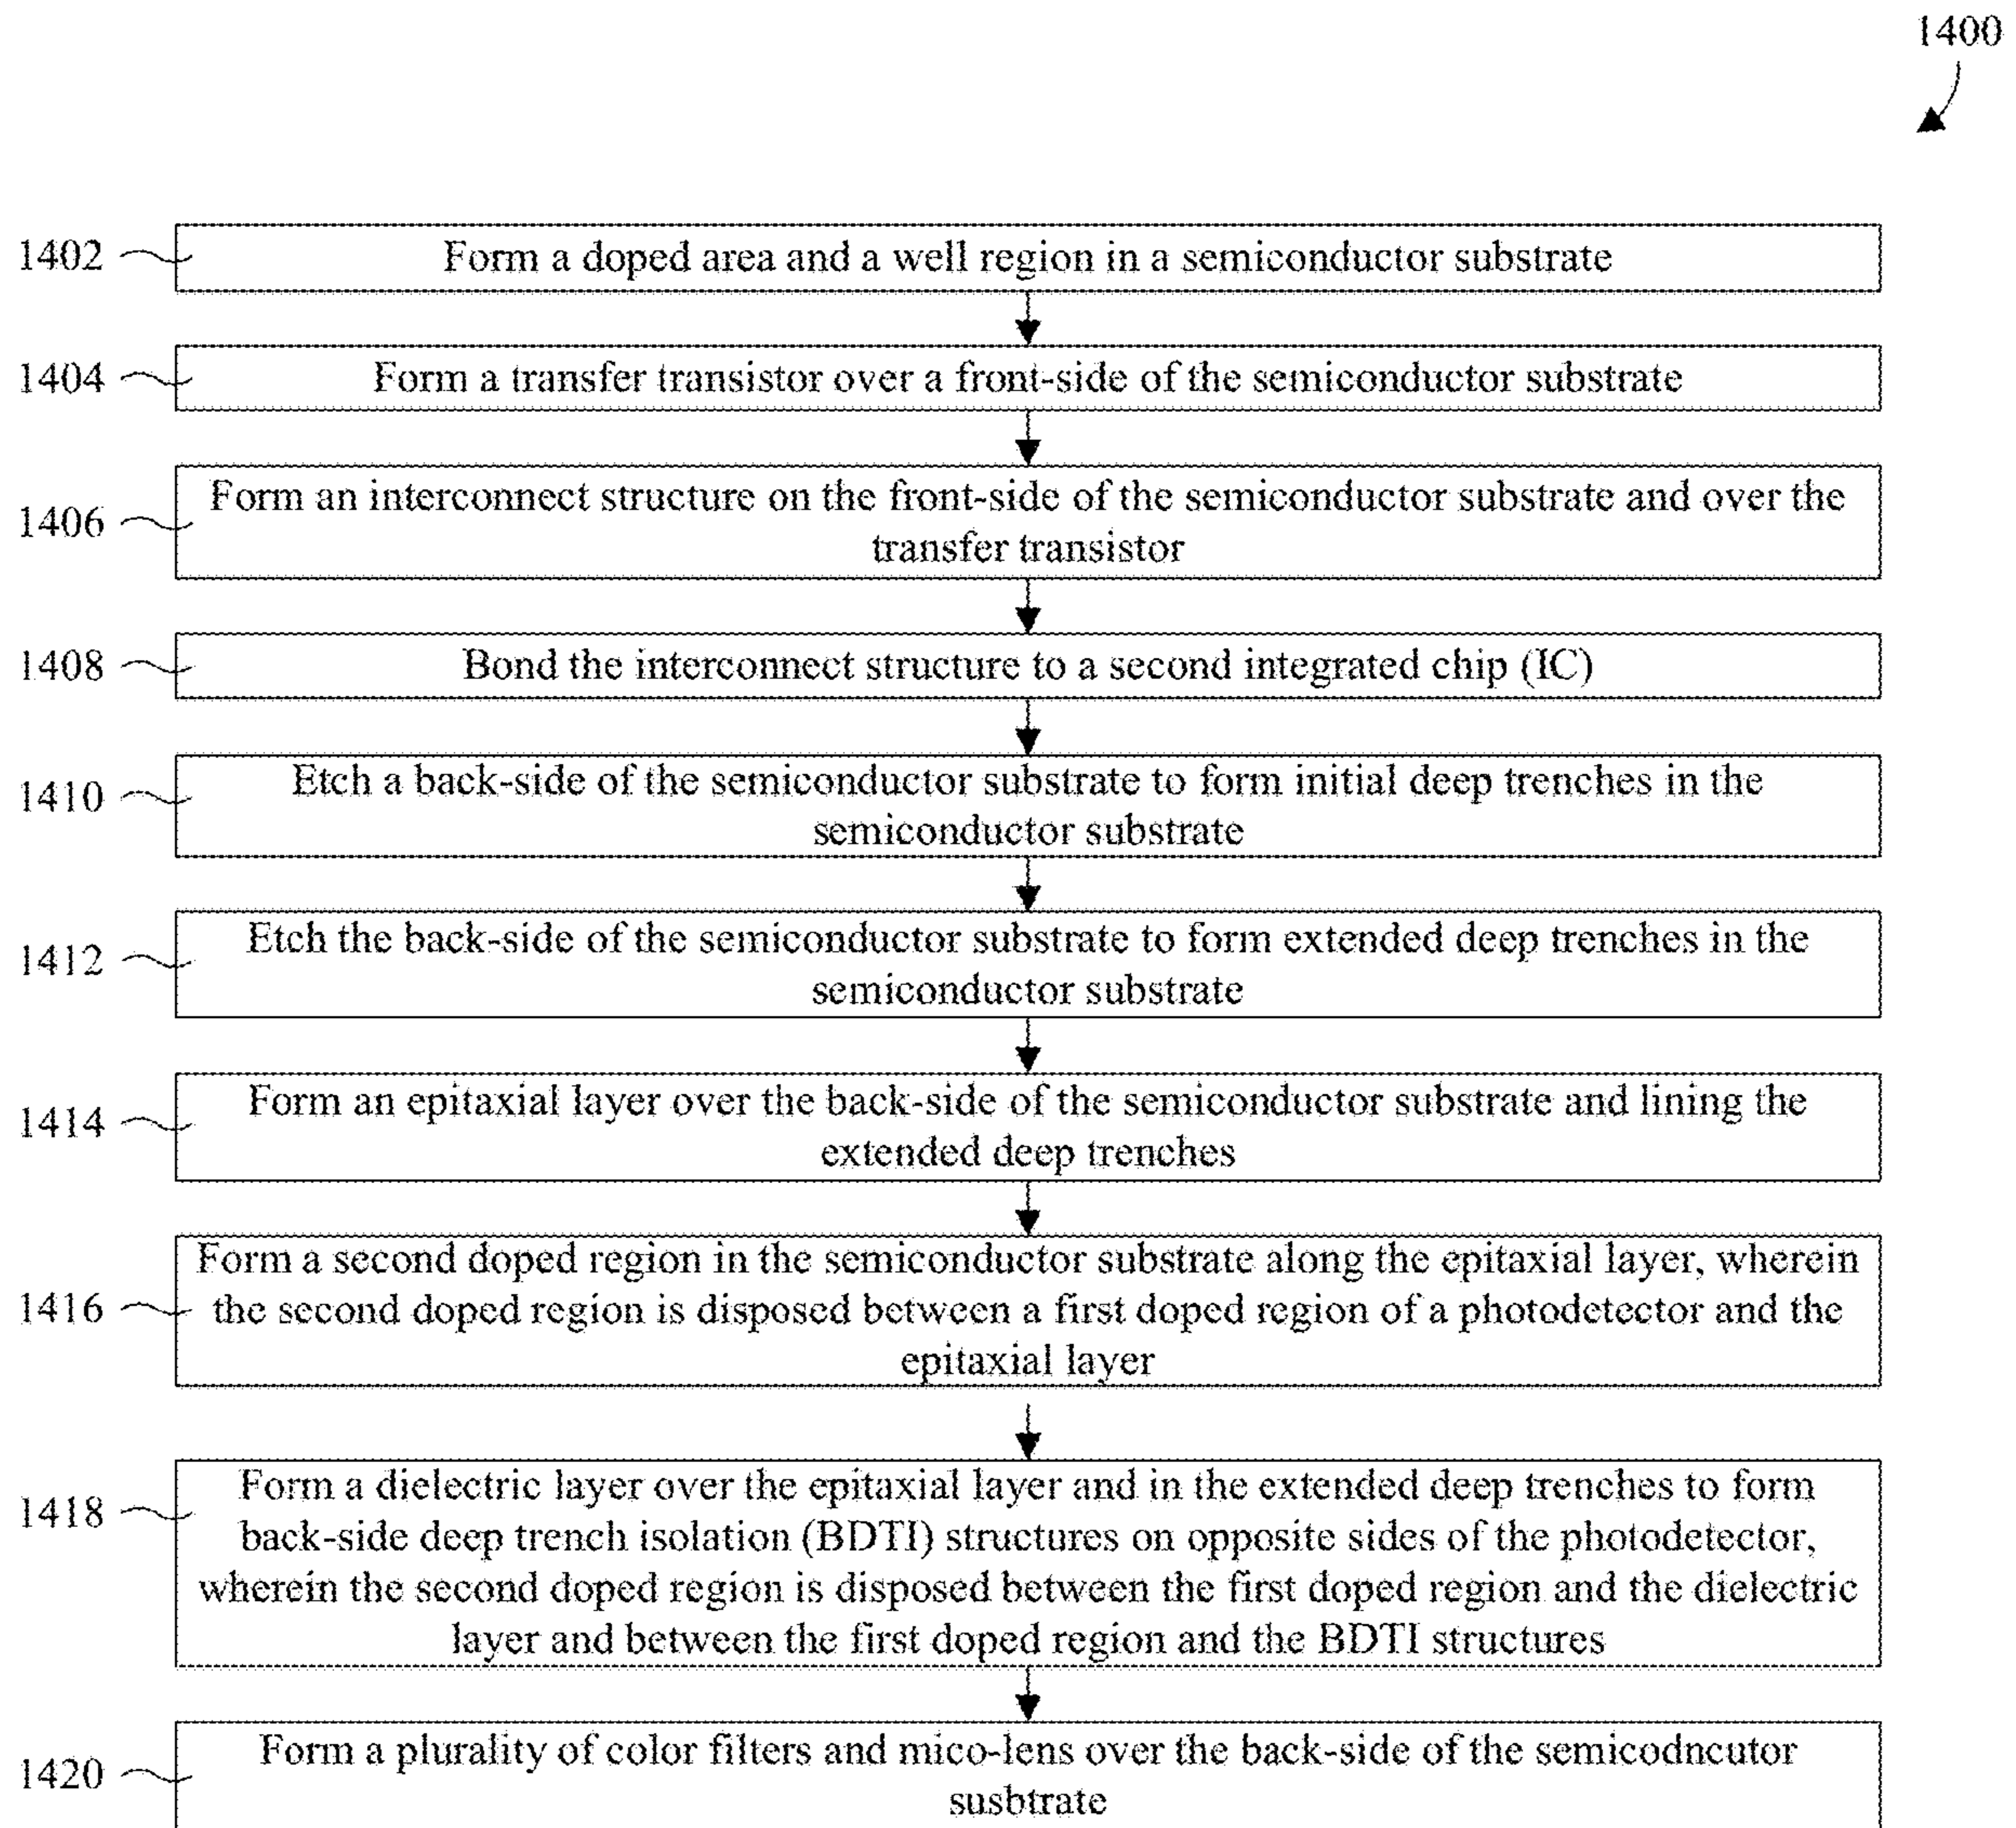 1400
1402
Form a doped area and a well region in a semiconductor substrate
1404
Form a transfer transistor over a front-side of the semiconductor substrate
1406
Form an interconnect structure on the front-side of the semiconductor substrate and over the
transfer transistor
1408
Bond the interconnect structure to a second integrated chip (IC)
1410
Etch a back-side of the semiconductor substrate to form initial deep trenches in the
semiconductor substrate
1412
Etch the back-side of the semiconductor substrate to form extended deep trenches in the
semiconductor substrate
1414
Form an epitaxial layer over the back-side of the semiconductor substrate and lining the
extended deep trenches
1416
Form a second doped region in the semiconductor substrate along the epitaxial layer, wherein
the second doped region is disposed between a first doped region of a photodetector and the
epitaxial layer
1418
Form a dielectric layer over the epitaxial layer and in the extended deep trenches to form
back-side deep trench isolation (BDTI) structures on opposite sides of the photodetector,
wherein the second doped region is disposed between the first doped region and the dielectric
layer and between the first doped region and the BDTI structures
1420
Form a plurality of color filters and mico-lens over the back-side of the semicodncutor
susbtrate